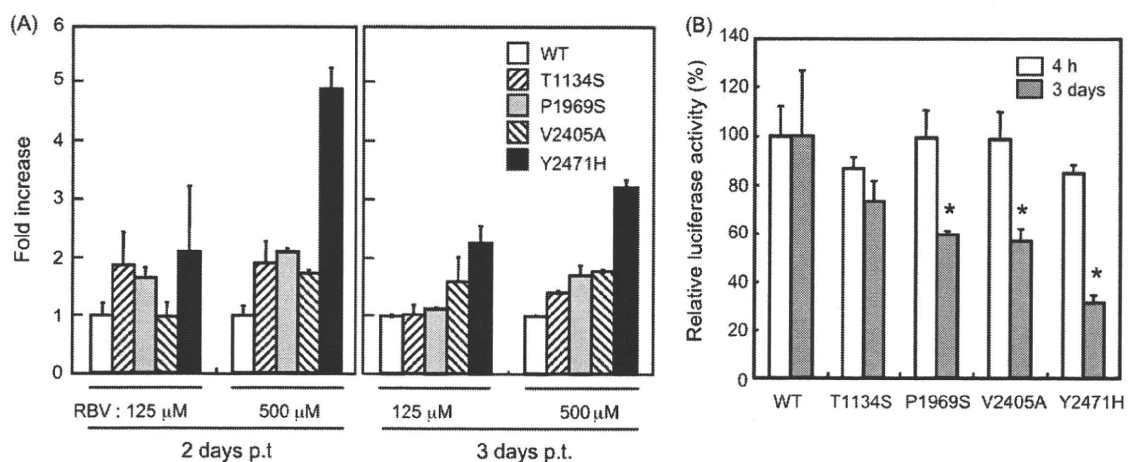 (A)
Fold increase
6
5
4
3
2
1
0
WT
T1134S
P1969S
V2405A
Y2471H
RBV : 125 µM
500 µM
125 µM
500 µM
2 days p.t
3 days p.t.
(B)
Relative luciferase activity (%)
140
120
100
80
60
40
20
0
4 h
3 days
*
*
*
WT
T1134S
P1969S
V2405A
Y2471H